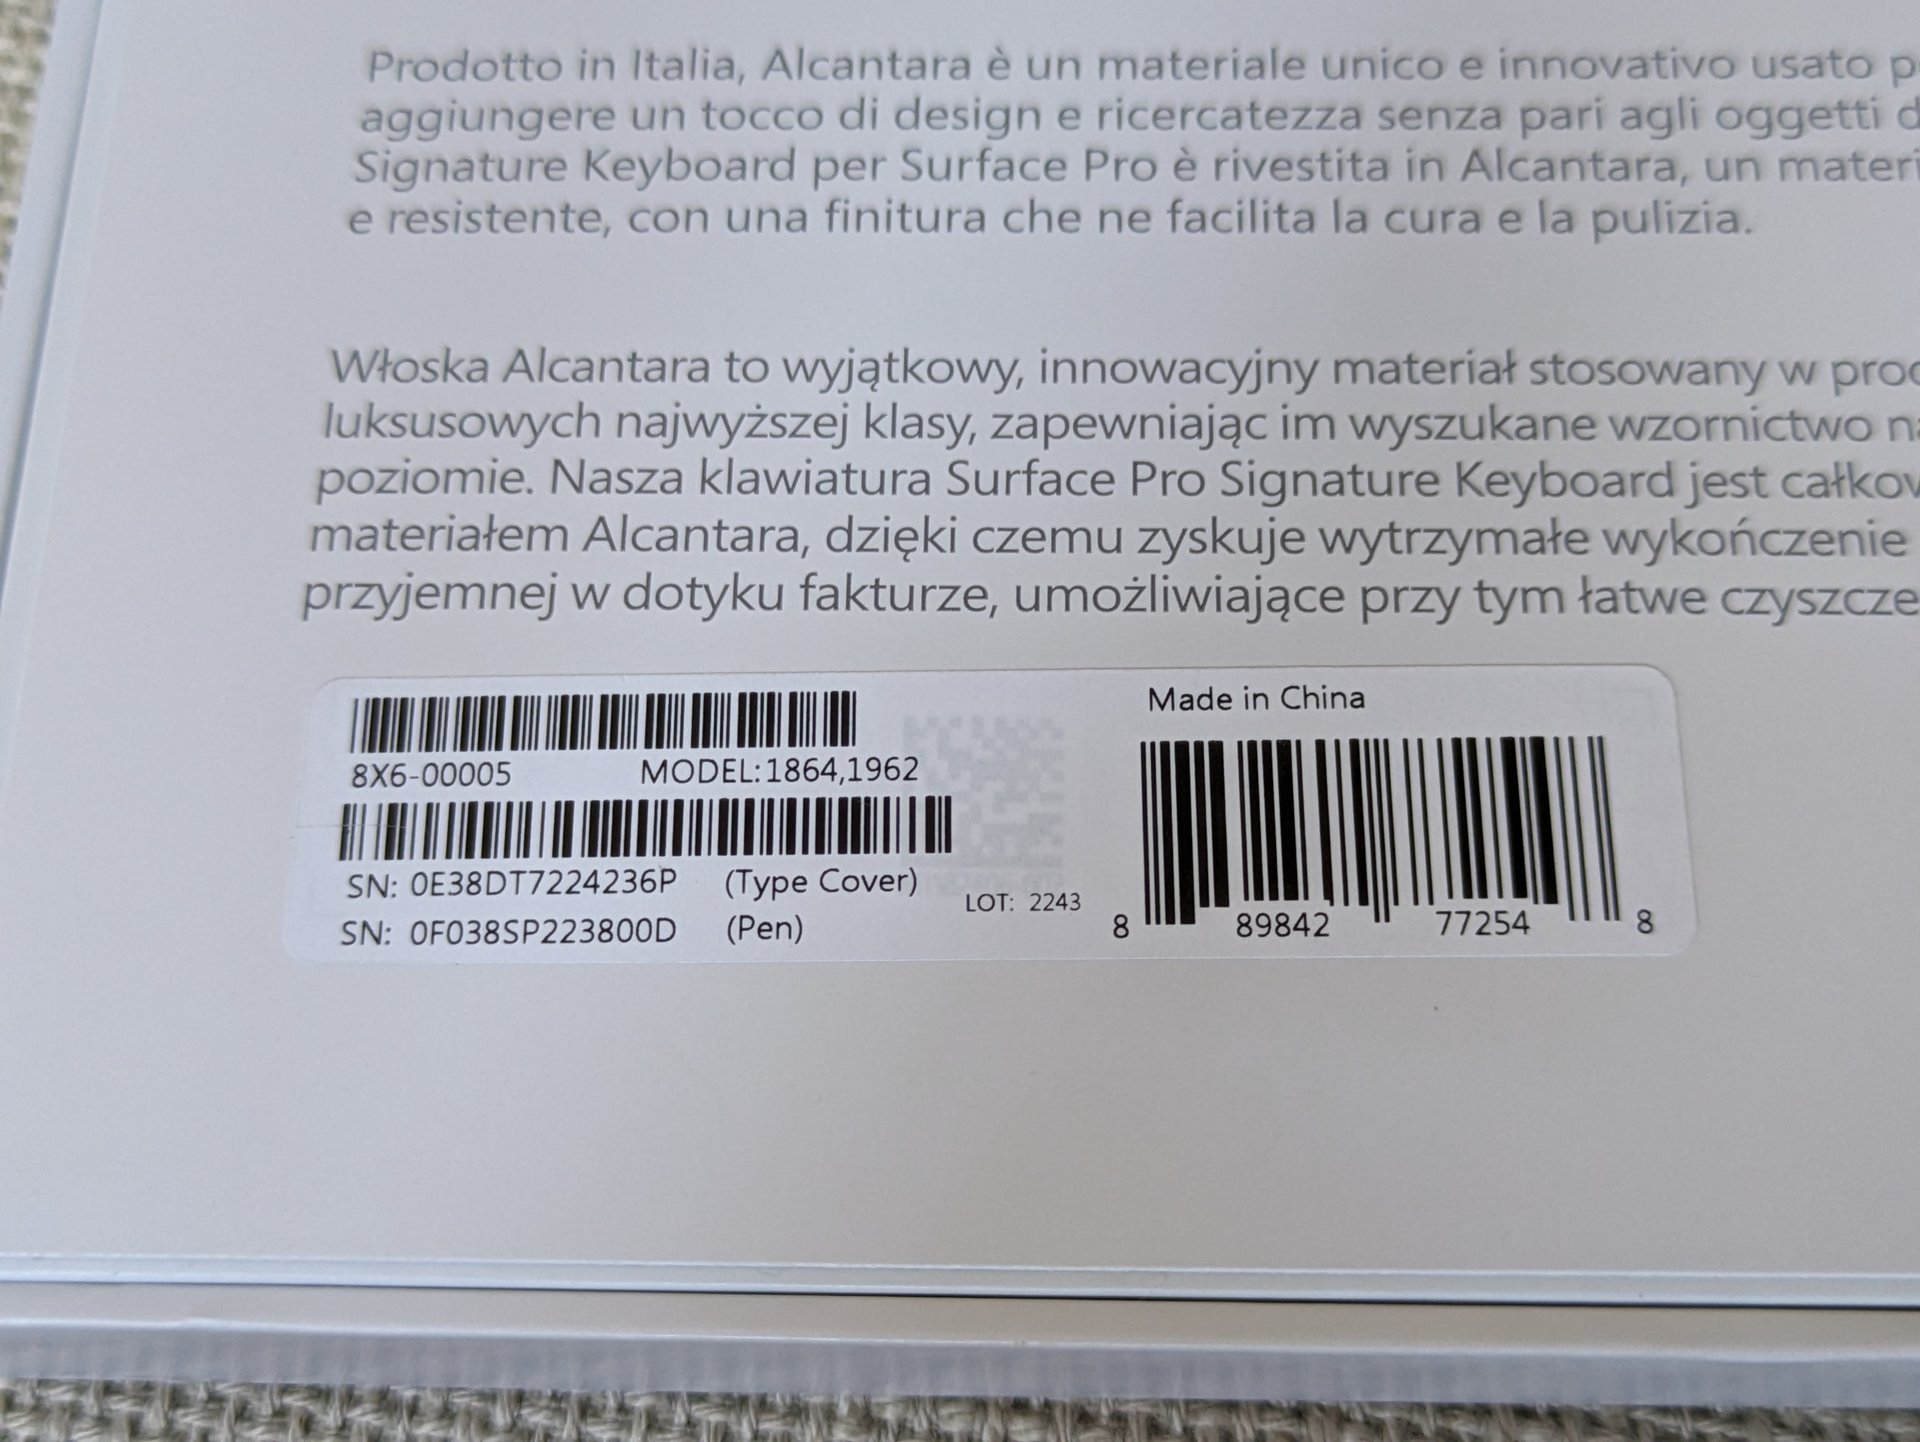 Prodotto in Italia, Alcantara è un materiale unico e innovativo usato
aggiungere un tocco di design e ricercatezza senza pari agli oggetti
Signature Keyboard per Surface Pro è rivestita in Alcantara, un
e resistente, con una finitura che ne facilita la cura e la pulizia.
Włoska Alcantara to wyjątkowy, innowacyjny materiał stosowany w
luksusowych najwyższej klasy, zapewniając im wyszukane wzornictwo
poziomie. Nasza klawiatura Surface Pro Signature Keyboard jest
materiałem Alcantara, dzięki czemu zyskuje wytrzymałe wykończenie
przyjemnej w dotyku fakturze, umożliwiające przy tym łatwe
8X6-00005 MODEL:1864,1962
SN: 0E38DT7224236P (Type Cover)
SN: 0F038SP223800D (Pen)
LOT: 2243
Made in China
8 89842 77254 8